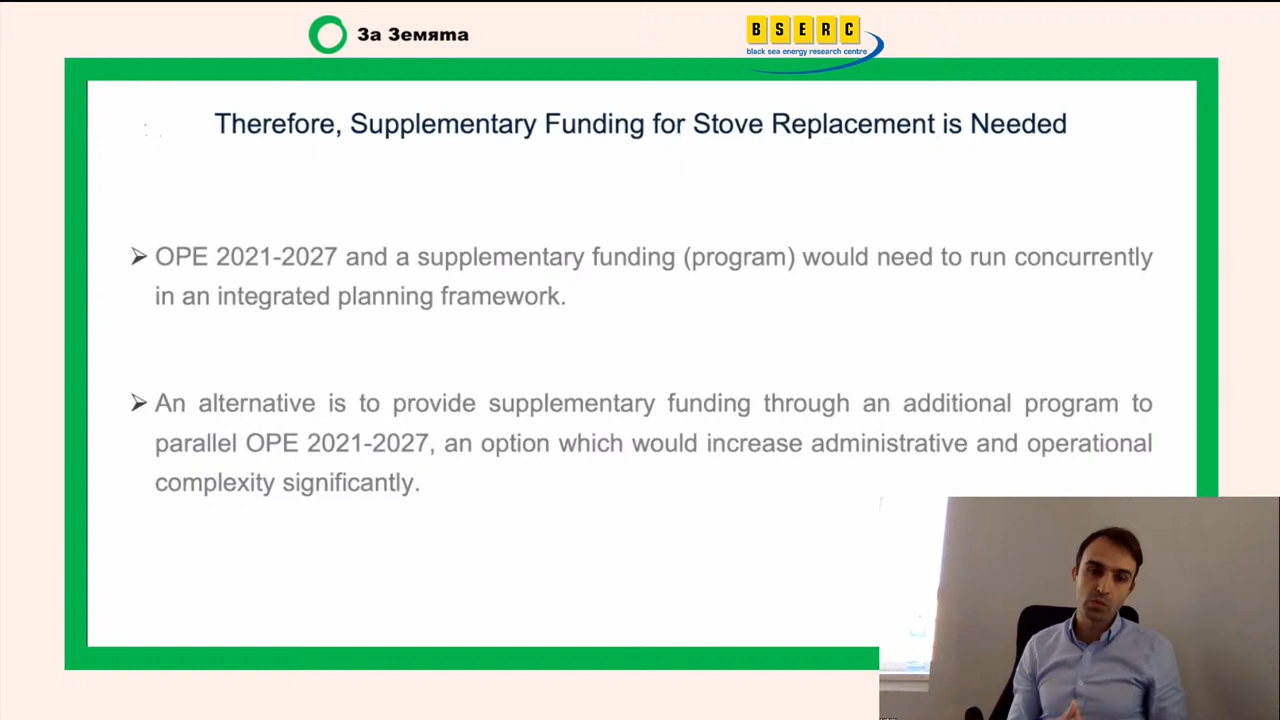 За Земята
B S E R C
black sea energy research centre
Therefore, Supplementary Funding for Stove Replacement is Needed
➢ OPE 2021-2027 and a supplementary funding (program) would need to run concurrently
in an integrated planning framework.
➢ An alternative is to provide supplementary funding through an additional program to
parallel OPE 2021-2027, an option which would increase administrative and operational
complexity significantly.